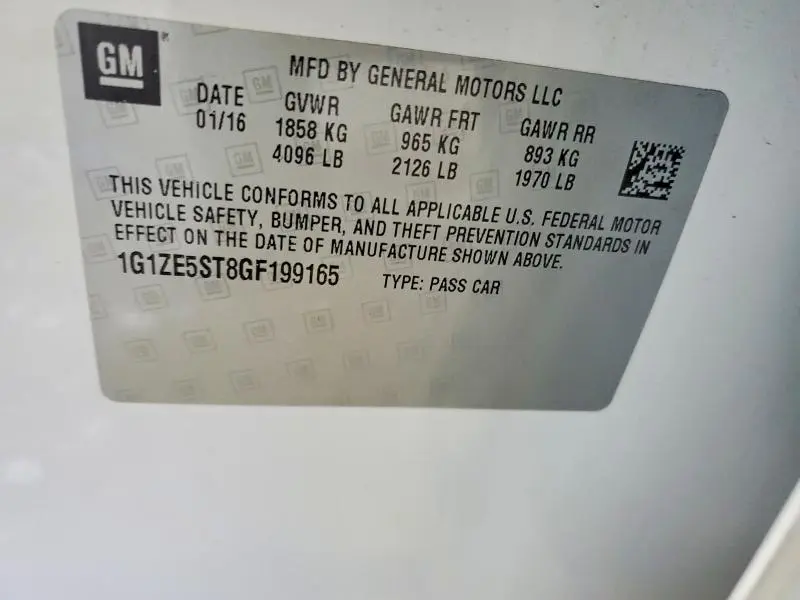 GM
MFD BY GENERAL MOTORS LLC
DATE GVWR GAWR FRT GAWR RR
01/16 1858 KG 965 KG 893 KG
4096 LB 2126 LB 1970 LB
THIS VEHICLE CONFORMS TO ALL APPLICABLE U.S. FEDERAL MOTOR
VEHICLE SAFETY, BUMPER, AND THEFT PREVENTION STANDARDS IN
EFFECT ON THE DATE OF MANUFACTURE SHOWN ABOVE.
1G1ZE5ST8GF199165 TYPE: PASS CAR